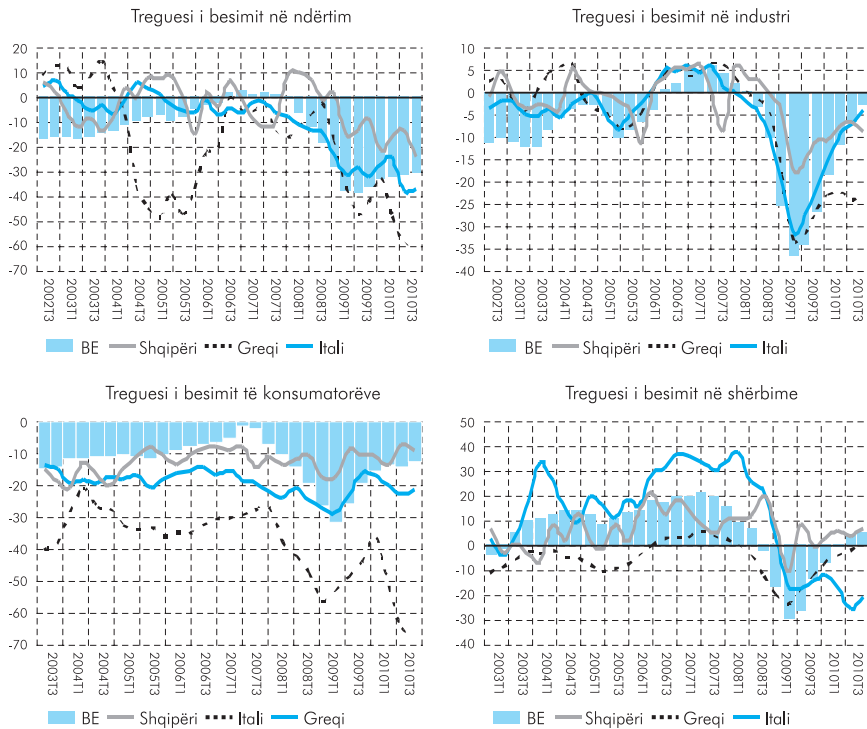 Treguesi i besimit në ndërtim
20
10
0
-10
-20
-30
-40
-50
-60
-70
2002T3
2003T1
2003T3
2004T1
2004T3
2005T1
2005T3
2006T1
2006T3
2007T1
2007T3
2008T1
2008T3
2009T1
2009T3
2010T1
2010T3
BE Shqipëri Greqi Itali
Treguesi i besimit në industri
10
5
0
-5
-10
-15
-20
-25
-30
-35
-40
2002T3
2003T1
2003T3
2004T1
2004T3
2005T1
2005T3
2006T1
2006T3
2007T1
2007T3
2008T1
2008T3
2009T1
2009T3
2010T1
2010T3
BE Shqipëri Greqi Itali
Treguesi i besimit të konsumatorëve
0
-10
-20
-30
-40
-50
-60
-70
2003T3
2004T1
2004T3
2005T1
2005T3
2006T1
2006T3
2007T1
2007T3
2008T1
2008T3
2009T1
2009T3
2010T1
2010T3
BE Shqipëri Itali Greqi
Treguesi i besimit në shërbime
50
40
30
20
10
0
-10
-20
-30
-40
2003T1
2003T3
2004T1
2004T3
2005T1
2005T3
2006T1
2006T3
2007T1
2007T3
2008T1
2008T3
2009T1
2009T3
2010T1
2010T3
BE Shqipëri Greqi Itali